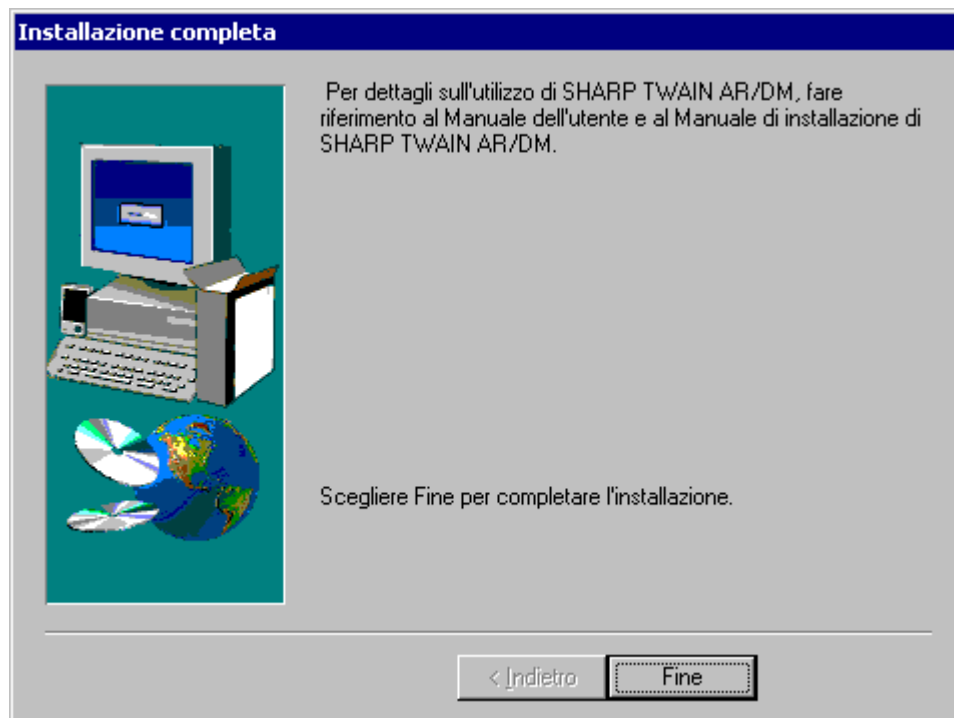 Installazione completa
Per dettagli sull'utilizzo di SHARP TWAIN AR/DM, fare
riferimento al Manuale dell'utente e al Manuale di installazione di
SHARP TWAIN AR/DM.
Scegliere Fine per completare l'installazione.
< Indietro
Fine